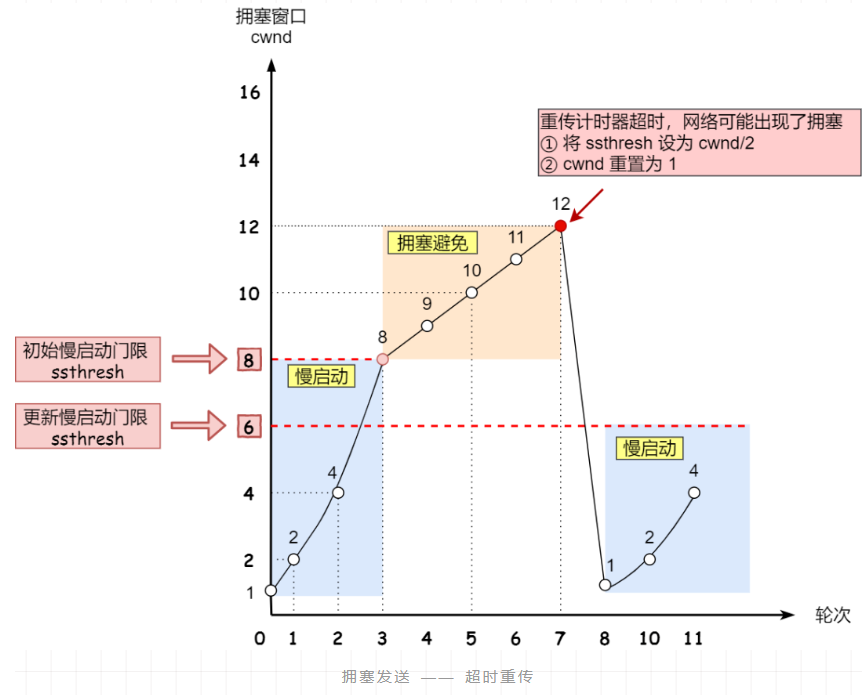 拥塞窗口
cwnd
16
14
12
10
8
6
4
2
1
重传计时器超时，网络可能出现了拥塞
① 将 ssthresh 设为 cwnd/2
② cwnd 重置为 1
12
拥塞避免
11
10
9
8
初始慢启动门限
ssthresh
慢启动
更新慢启动门限
ssthresh
慢启动
4
2
4
2
1
0 1 2 3 4 5 6 7 8 10 11
轮次
拥塞发送 —— 超时重传